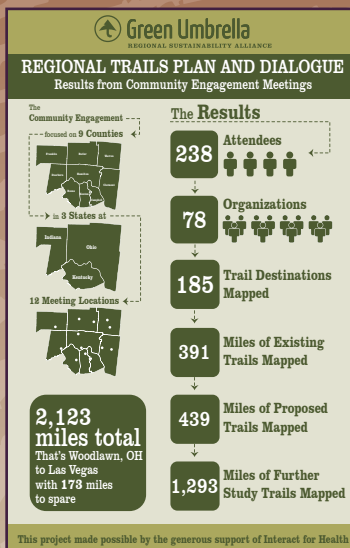 Green Umbrella
REGIONAL SUSTAINABILITY ALLIANCE
REGIONAL TRAILS PLAN AND DIALOGUE
Results from Community Engagement Meetings
The
Community Engagement
focused on 9 Counties
in 3 States at
Indiana
Ohio
Kentucky
12 Meeting Locations
2,123
miles total
That's Woodlawn, OH
to Las Vegas
with 173 miles
to spare
The Results
238
Attendees
78
Organizations
185
Trail Destinations
Mapped
391
Miles of Existing
Trails Mapped
439
Miles of Proposed
Trails Mapped
1,293
Miles of Further
Study Trails Mapped
This project made possible by the generous support of Interact for Health